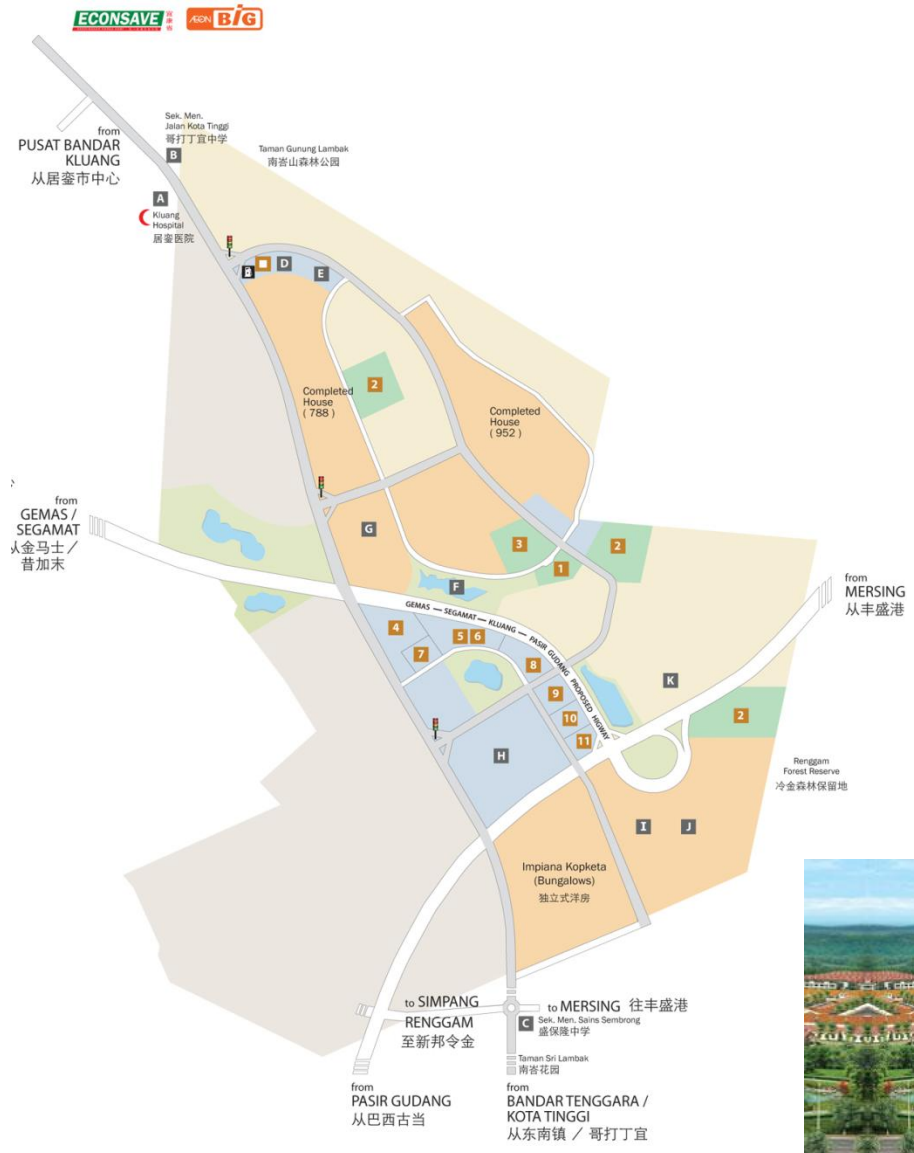 ECONSAVE
AEON BiG
from
PUSAT BANDAR
KLUANG
从居銮市中心
Sek. Men.
Jalan Kota Tinggi
哥打丁宜中学
B
Taman Gunung Lambak
南峇山森林公园
A
Kluang
Hospital
居銮医院
D
E
Completed
House
( 788 )
2
Completed
House
( 952 )
from
GEMAS /
SEGAMAT
从金马士／
昔加末
G
3
2
1
F
from
MERSING
从丰盛港
GEMAS — SEGAMAT — KLUANG — PASIR GUDANG PROPOSED HIGWAY
4
5
6
7
8
9
10
11
K
2
H
Renggam
Forest Reserve
冷金森林保留地
I
J
Impiana Kopketa
(Bungalows)
独立式洋房
to SIMPANG
RENGGAM
至新邦令金
to MERSING 往丰盛港
C
Sek. Men. Sains Sembrong
盛保隆中学
Taman Sri Lambak
南峇花园
from
PASIR GUDANG
从巴西古当
from
BANDAR TENGGARA /
KOTA TINGGI
从东南镇 ／ 哥打丁宜